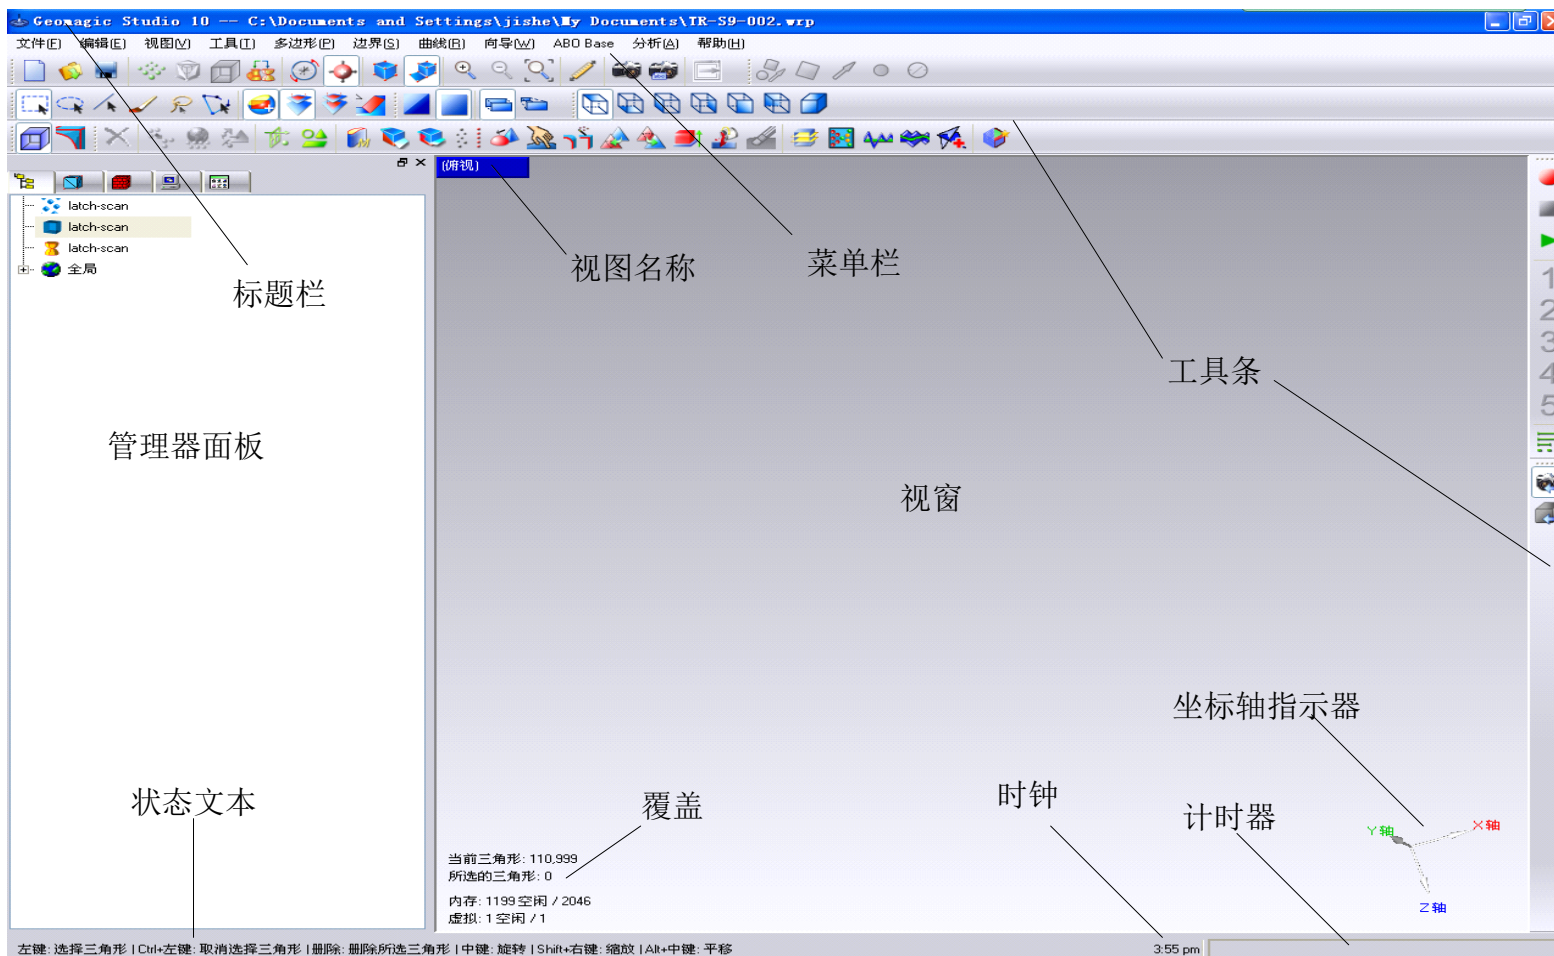 Geomagic Studio 10 -- C:\Documents and Settings\jishe\My Documents\TR-S9-002.wrp
文件(F) 编辑(E) 视图(V) 工具(T) 多边形(P) 边界(S) 曲线(R) 向导(W) ABO Base 分析(A) 帮助(H)
(俯视)
latch-scan
latch-scan
latch-scan
全局
标题栏
视图名称
菜单栏
工具条
1
2
3
4
5
管理器面板
视窗
坐标轴指示器
状态文本
覆盖
时钟
计时器
Y轴
X轴
Z轴
当前三角形: 110,999
所选的三角形: 0
内存: 1199 空闲 / 2046
虚拟: 1 空闲 / 1
左键: 选择三角形 | Ctrl+左键: 取消选择三角形 | 删除: 删除所选三角形 | 中键: 旋转 | Shift+右键: 缩放 | Alt+中键: 平移
3:55 pm